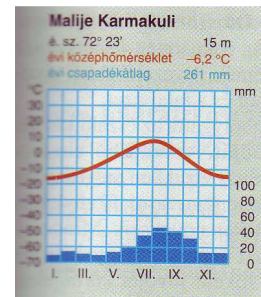 Malije Karmakuli
é. sz. 72° 23' 15 m
évi középhőmérséklet –6,2 °C
évi csapadékátlag 261 mm
°C mm
30
20
10
0
–10
–20 100
–30 80
–40 60
–50 40
–60 20
–70 0
I. III. V. VII. IX. XI.